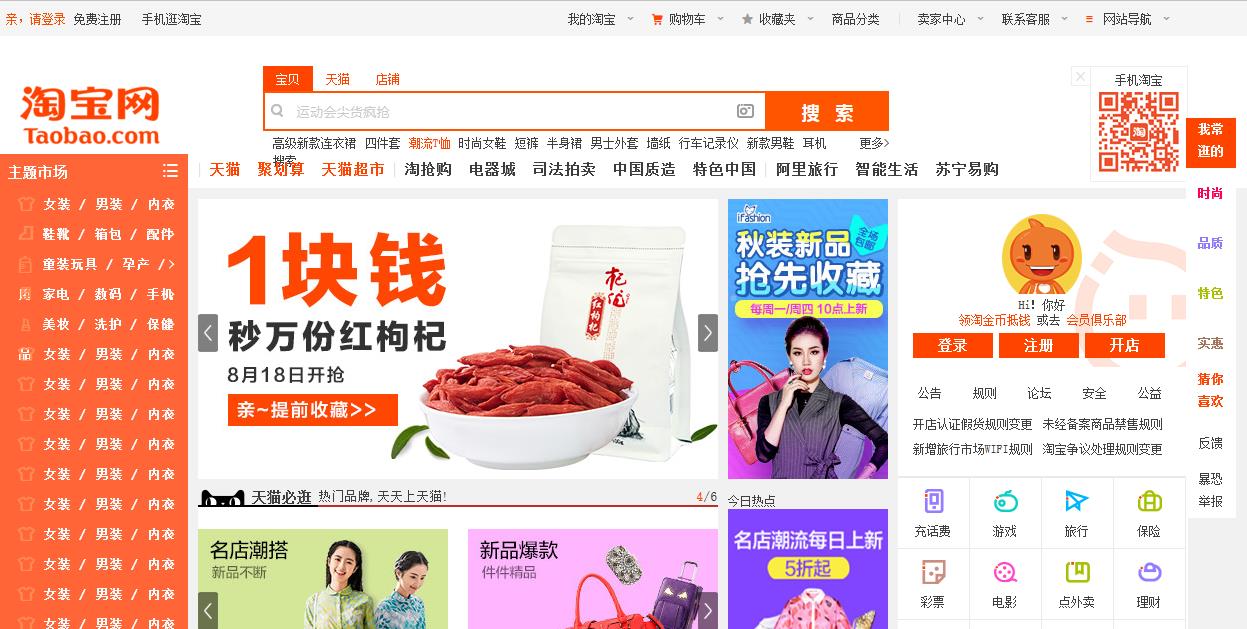 亲，请登录 免费注册 手机逛淘宝
我的淘宝 购物车 收藏夹 商品分类 卖家中心 联系客服 网站导航
淘宝网
Taobao.com
宝贝 天猫 店铺
运动会尖货疯抢
搜 索
高级新款连衣裙 四件套 潮流T恤 时尚女鞋 短裤 半身裙 男士外套 墙纸 行车记录仪 新款男鞋 耳机 更多>
搜索
手机淘宝
淘
我常
逛的
时尚
品质
特色
实惠
猜你
喜欢
反馈
暴恐
举报
主题市场
天猫 聚划算 天猫超市 淘抢购 电器城 司法拍卖 中国质造 特色中国 阿里旅行 智能生活 苏宁易购
女装 / 男装 / 内衣
鞋靴 / 箱包 / 配件
童装玩具 / 孕产 / >
家电 / 数码 / 手机
美妆 / 洗护 / 保健
女装 / 男装 / 内衣
女装 / 男装 / 内衣
女装 / 男装 / 内衣
女装 / 男装 / 内衣
女装 / 男装 / 内衣
女装 / 男装 / 内衣
女装 / 男装 / 内衣
女装 / 男装 / 内衣
女装 / 男装 / 内衣
女装 / 男装 / 内衣
1块钱
秒万份红枸杞
8月18日开抢
亲~提前收藏>>
红枸杞
iFashion
全场
包邮
秋装新品
抢先收藏
每周一/周四 10点上新
Hi! 你好
领淘金币抵钱 或去 会员俱乐部
登录 注册 开店
公告 规则 论坛 安全 公益
开店认证假货规则变更 未经备案商品禁售规则
新增旅行市场WIFI规则 淘宝争议处理规则变更
天猫必逛 热门品牌, 天天上天猫!
4/6
今日热点
名店潮搭
新品不断
新品爆款
件件精品
名店潮流每日上新
5折起
充话费 游戏 旅行 保险
彩票 电影 点外卖 理财